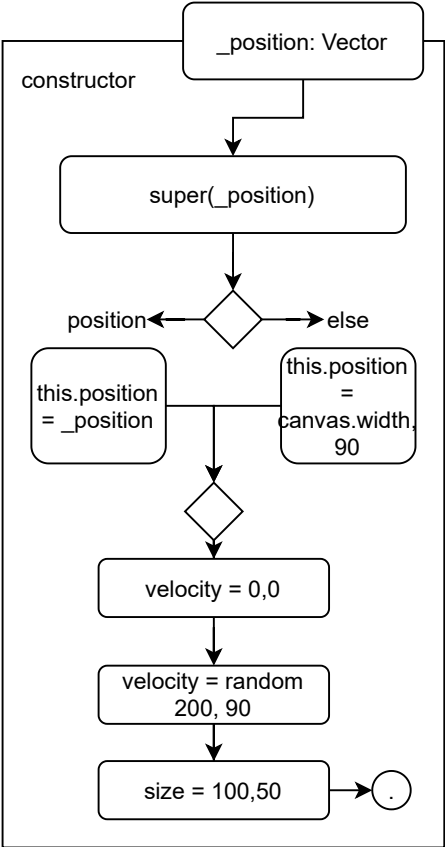 _position: Vector
constructor
super(_position)
position
else
this.position
= _position
this.position
=
canvas.width,
90
velocity = 0,0
velocity = random
200, 90
size = 100,50
.